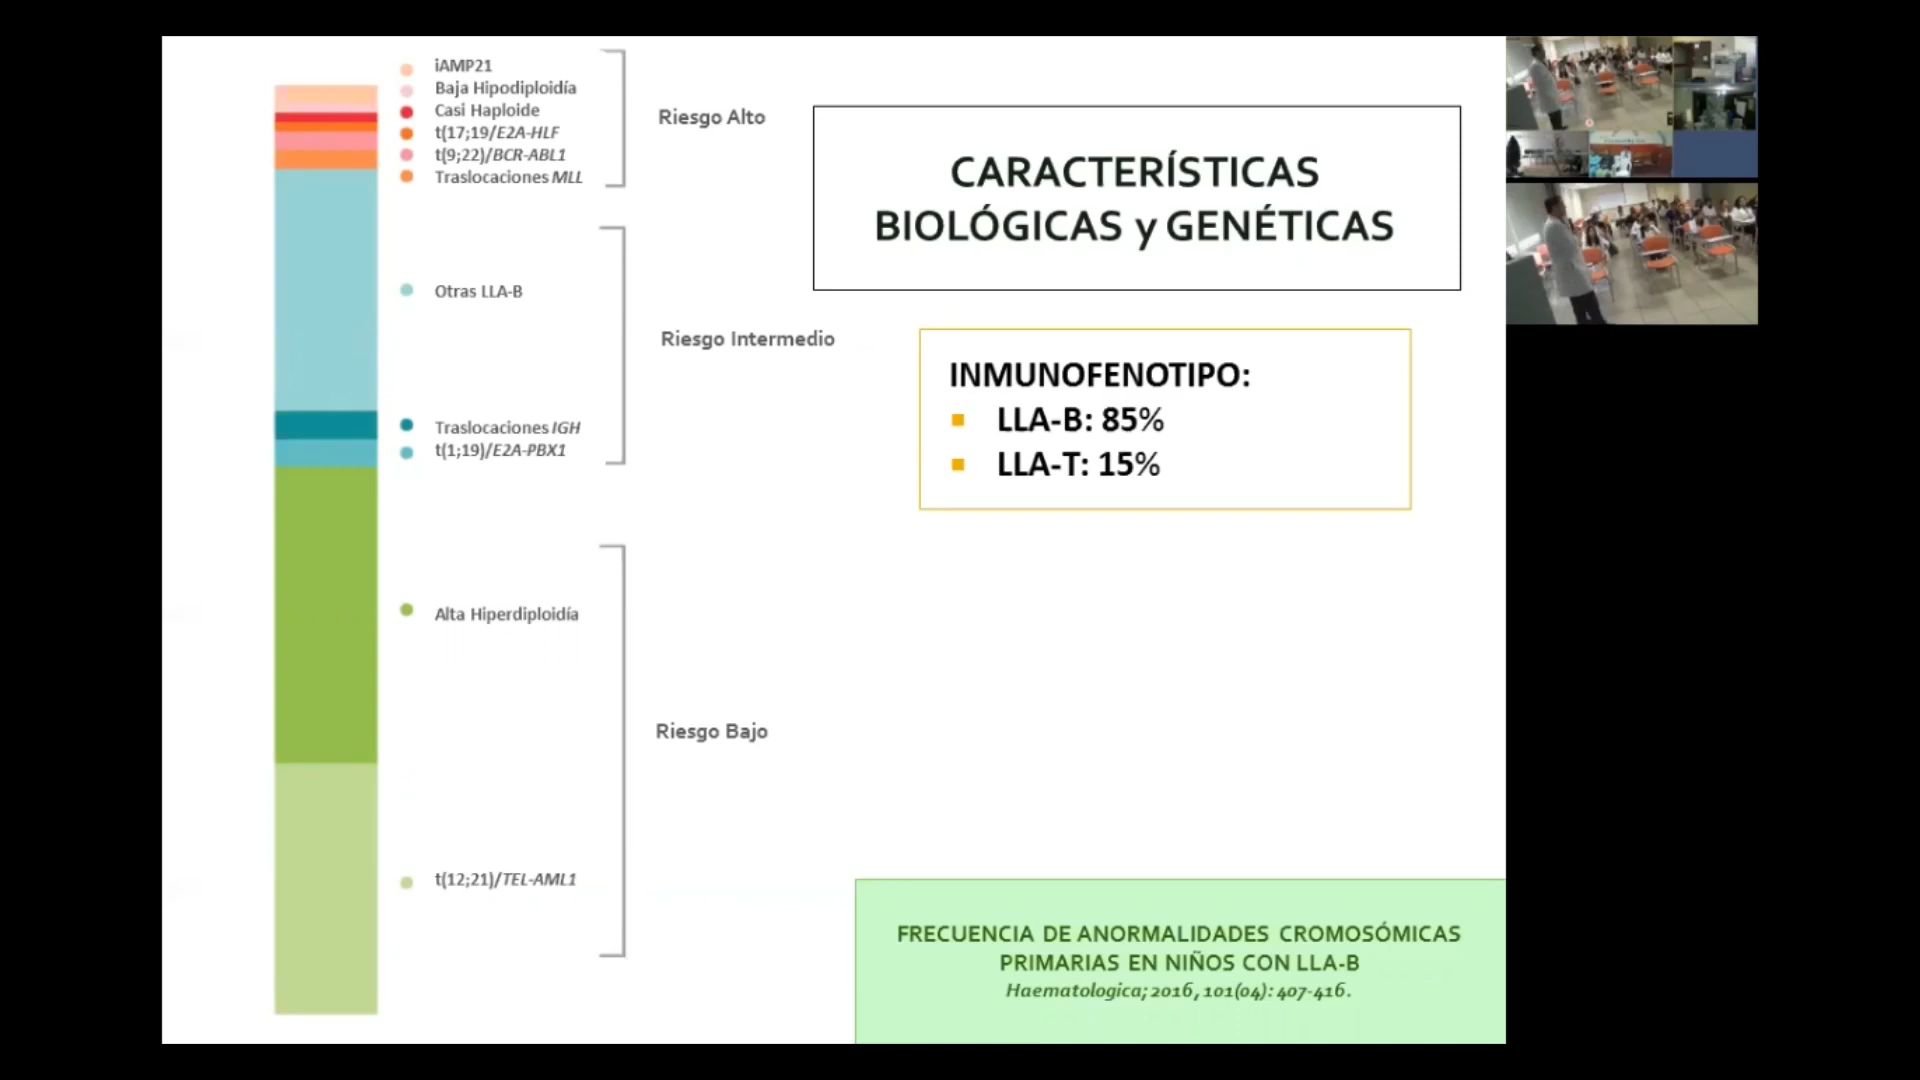 iAMP21
Baja Hipodiploidía
Casi Haploide
t(17;19/E2A-HLF
t(9;22)/BCR-ABL1
Traslocaciones MLL
Riesgo Alto
Otras LLA-B
Traslocaciones IGH
t(1;19)/E2A-PBX1
Riesgo Intermedio
Alta Hiperdiploidía
t(12;21)/TEL-AML1
Riesgo Bajo
CARACTERÍSTICAS
BIOLÓGICAS y GENÉTICAS
INMUNOFENOTIPO:
LLA-B: 85%
LLA-T: 15%
FRECUENCIA DE ANORMALIDADES CROMOSÓMICAS
PRIMARIAS EN NIÑOS CON LLA-B
Haematologica; 2016, 101(04): 407-416.